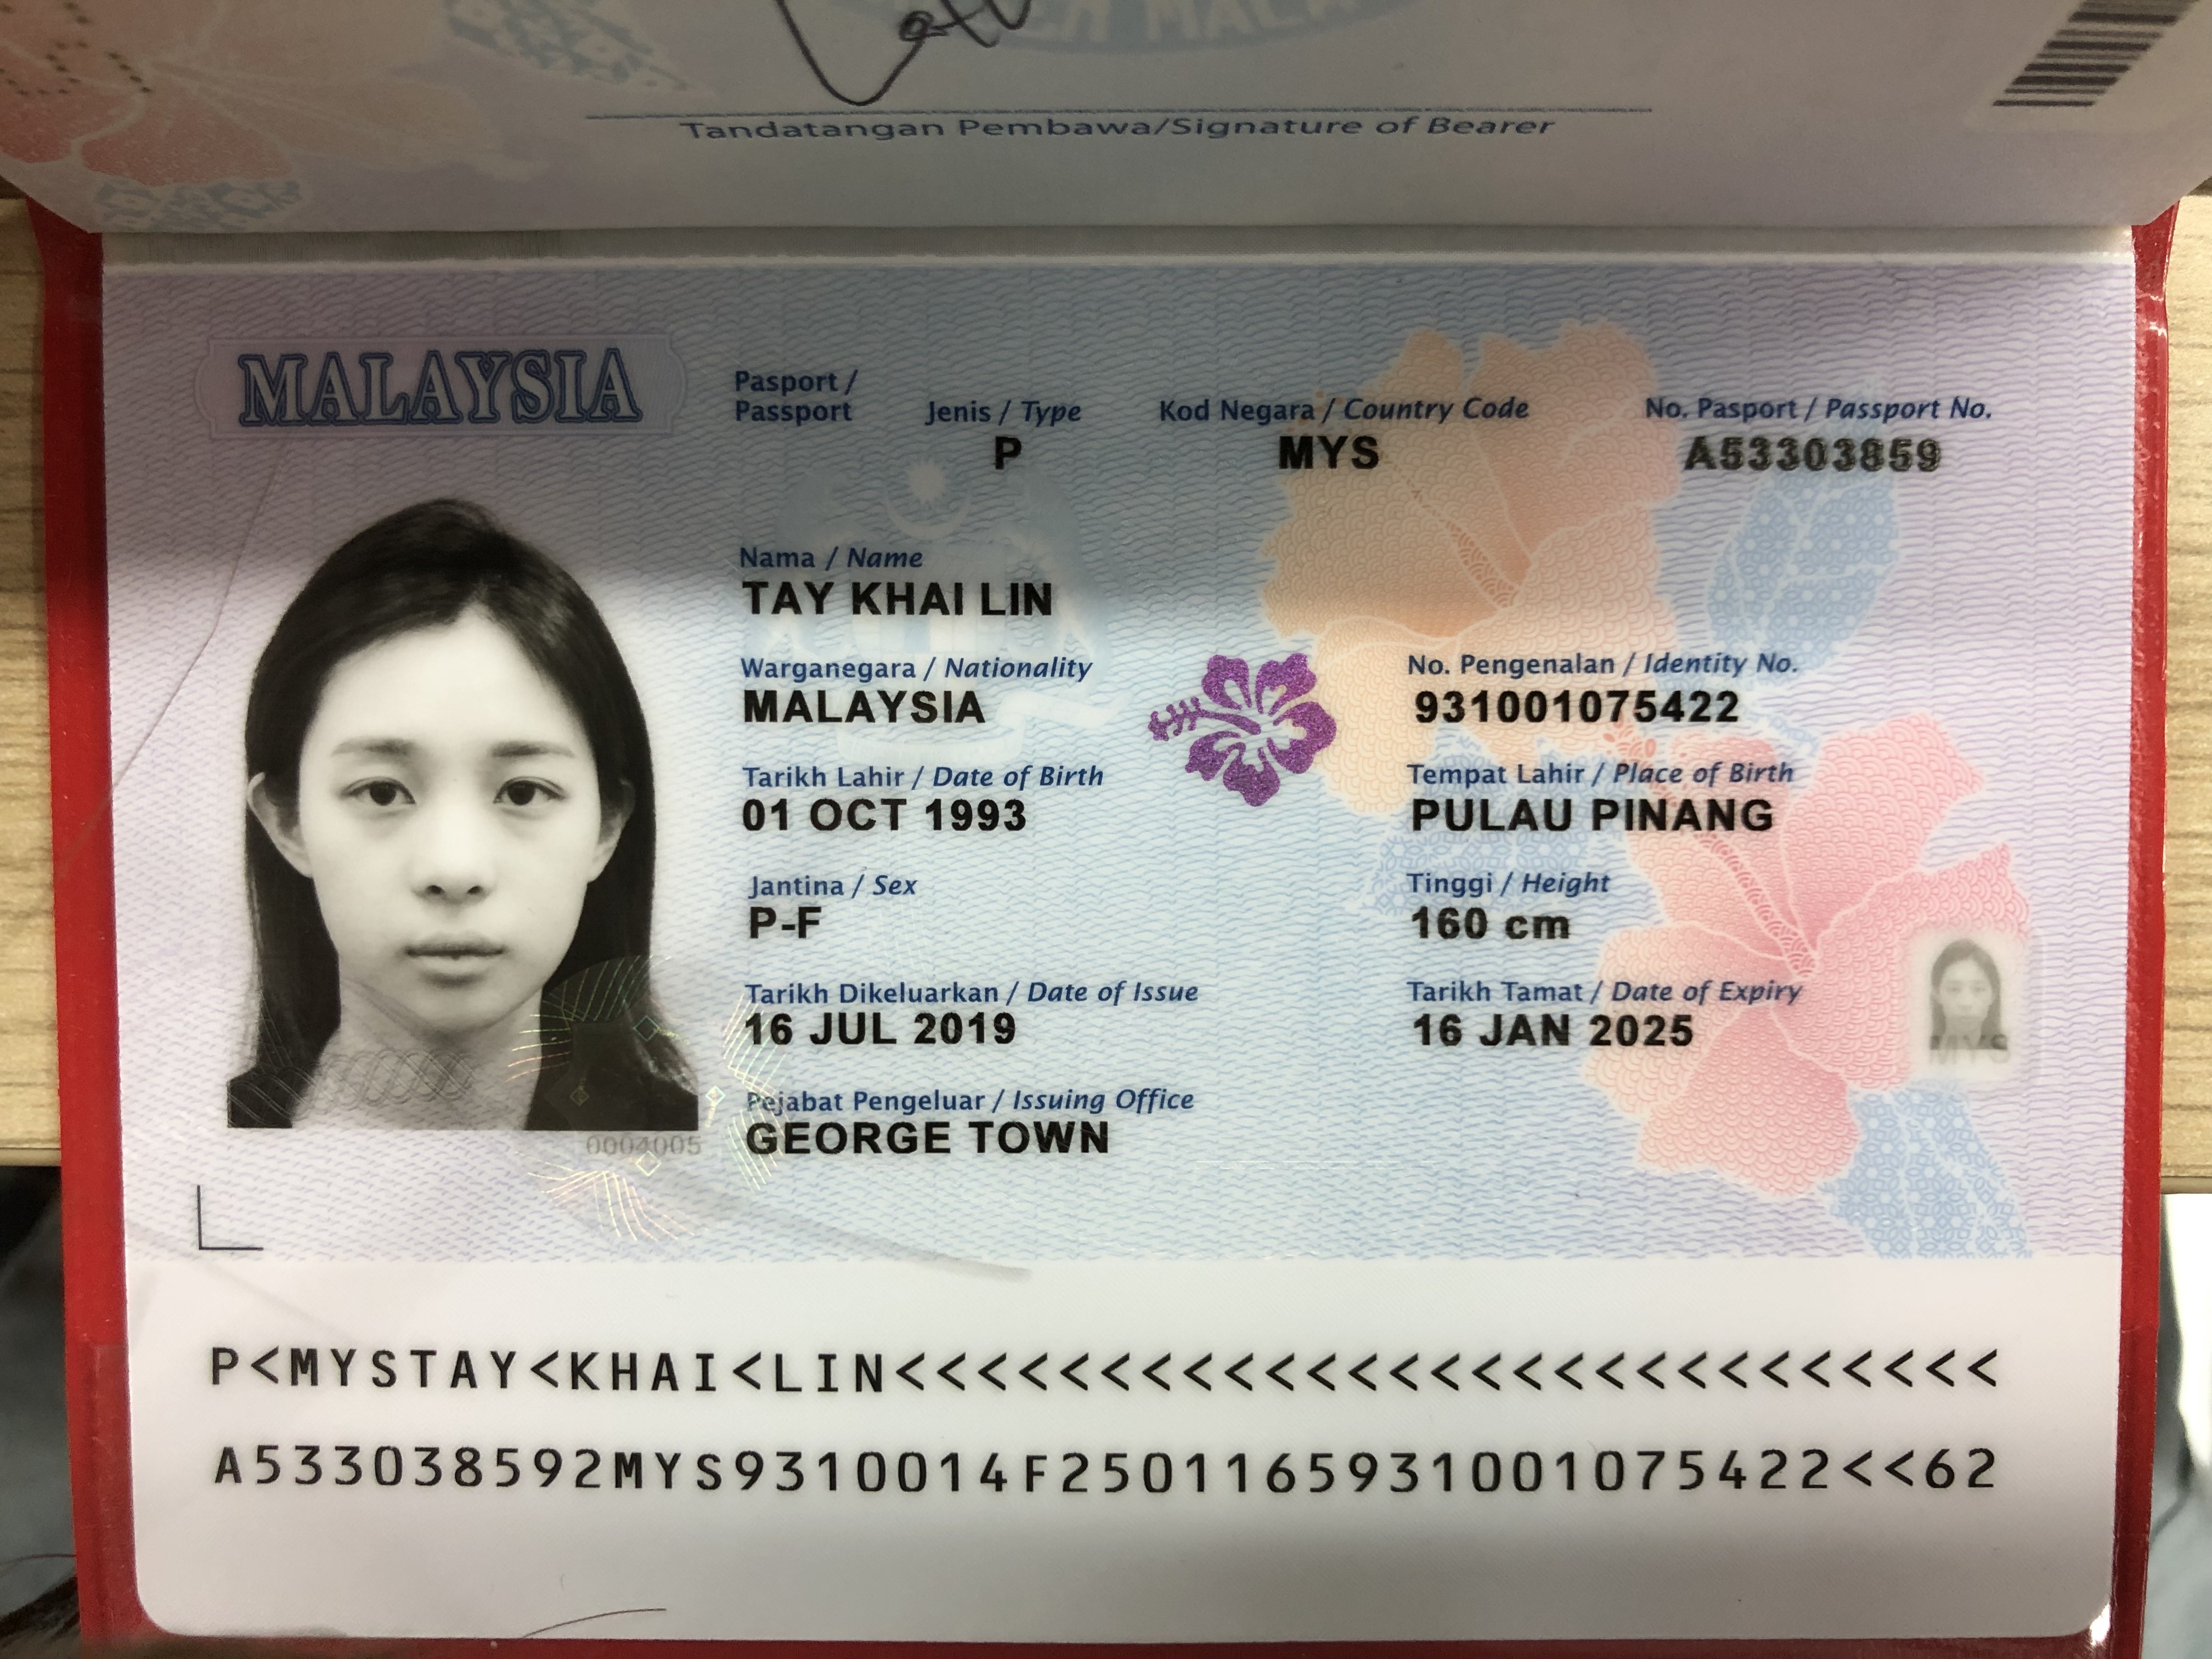 Tandatangan Pembawa/Signature of Bearer
MALAYSIA
Pasport /
Passport
Jenis / Type
Kod Negara / Country Code
No. Pasport / Passport No.
P
MYS
A53303859
Nama / Name
TAY KHAI LIN
Warganegara / Nationality
No. Pengenalan / Identity No.
MALAYSIA
931001075422
Tarikh Lahir / Date of Birth
Tempat Lahir / Place of Birth
01 OCT 1993
PULAU PINANG
Jantina / Sex
Tinggi / Height
P-F
160 cm
Tarikh Dikeluarkan / Date of Issue
Tarikh Tamat / Date of Expiry
16 JUL 2019
16 JAN 2025
MYS
Pejabat Pengeluar / Issuing Office
GEORGE TOWN
0004005
P<MYSTAY<KHAI<LIN<<<<<<<<<<<<<<<<<<<<<<<<<<<
A533038592MYS9310014F2501165931001075422<<62